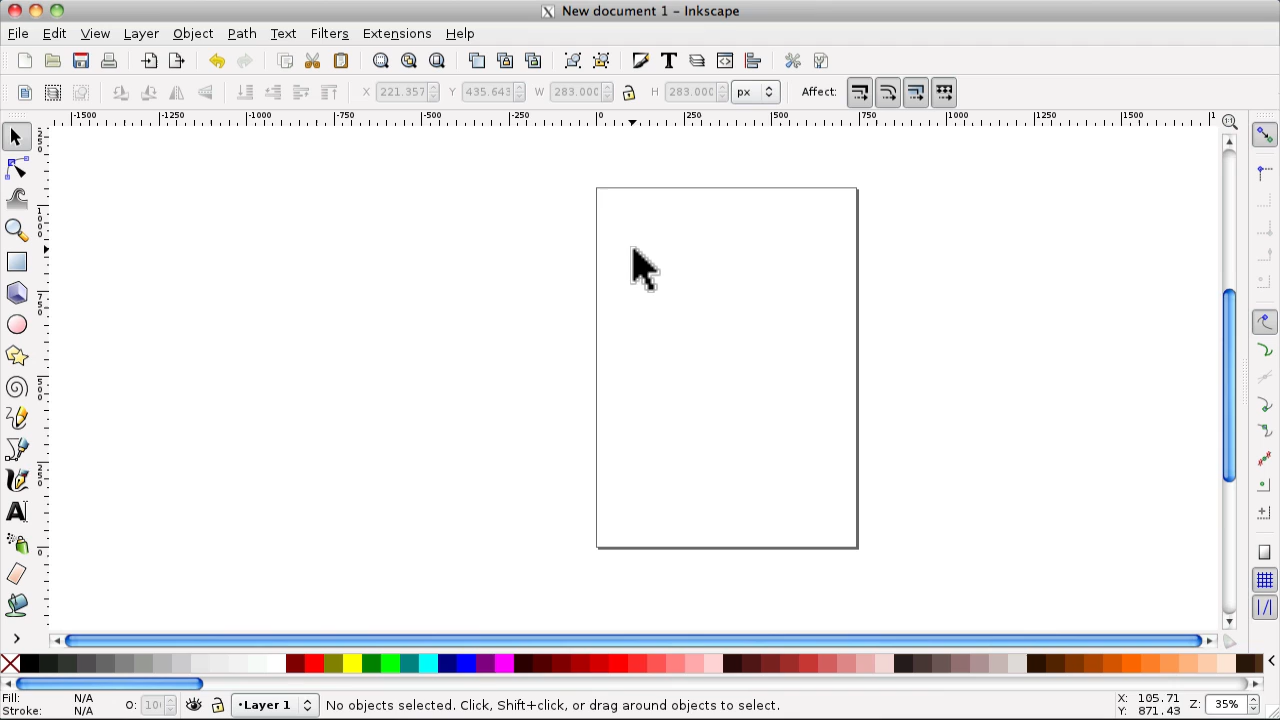 New document 1 – Inkscape
File Edit View Layer Object Path Text Filters Extensions Help
X 221.357 Y 435.643 W 283.000 H 283.000 px Affect:
-1500 -1250 -1000 -750 -500 -250 0 250 500 750 1000 1250 1500
Fill: N/A O: •Layer 1 No objects selected. Click, Shift+click, or drag around objects to select. X: 105.71 Z: 35%
Stroke: N/A Y: 871.43